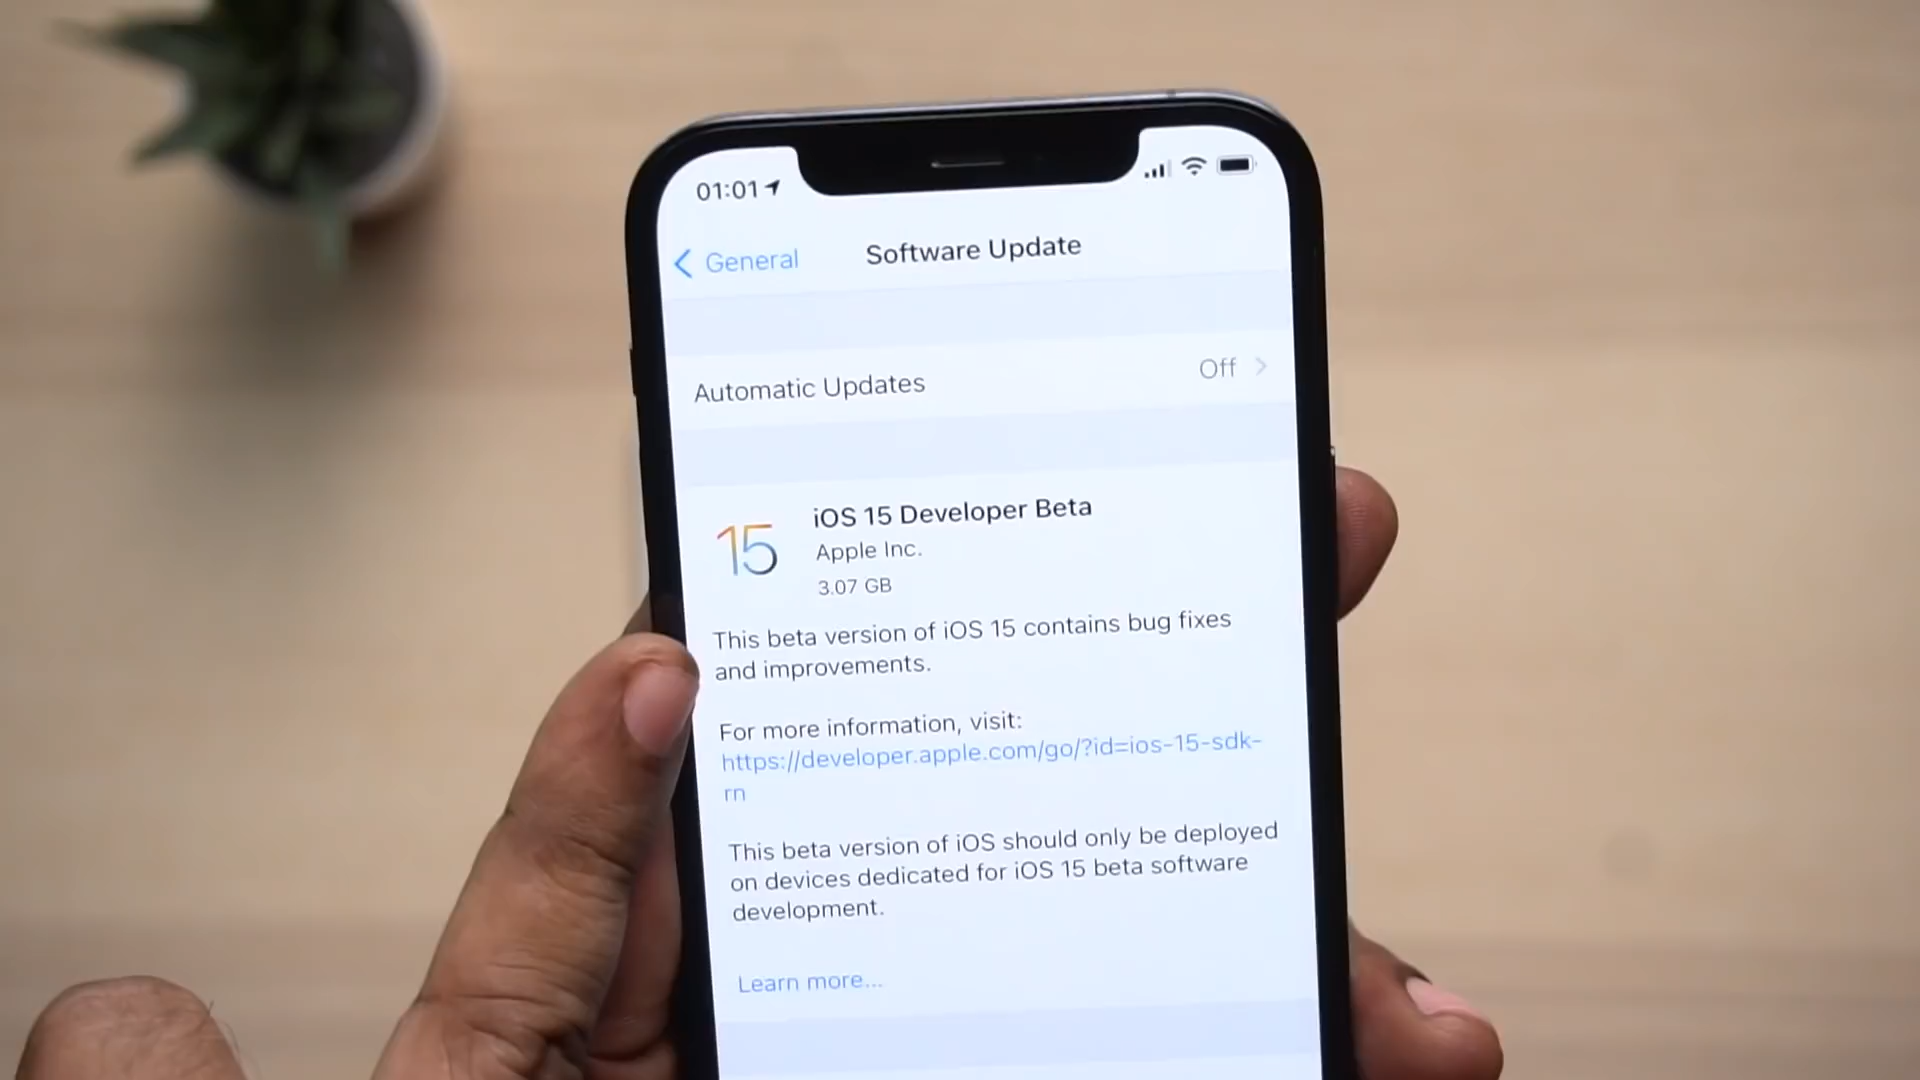 01:01
General
Software Update
Automatic Updates
Off
15
iOS 15 Developer Beta
Apple Inc.
3.07 GB
This beta version of iOS 15 contains bug fixes
and improvements.
For more information, visit:
https://developer.apple.com/go/?id=ios-15-sdk-
rn
This beta version of iOS should only be deployed
on devices dedicated for iOS 15 beta software
development.
Learn more...